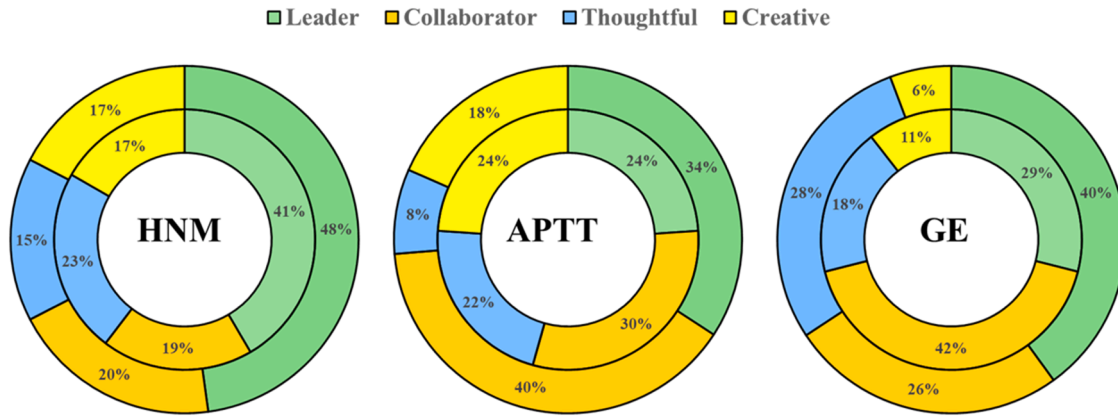 Leader Collaborator Thoughtful Creative
17% 17% 41% 48% HNM 15% 23% 19% 20%
18% 24% 24% 34% APTT 8% 22% 30% 40%
6% 11% 29% 40% GE 28% 18% 42% 26%